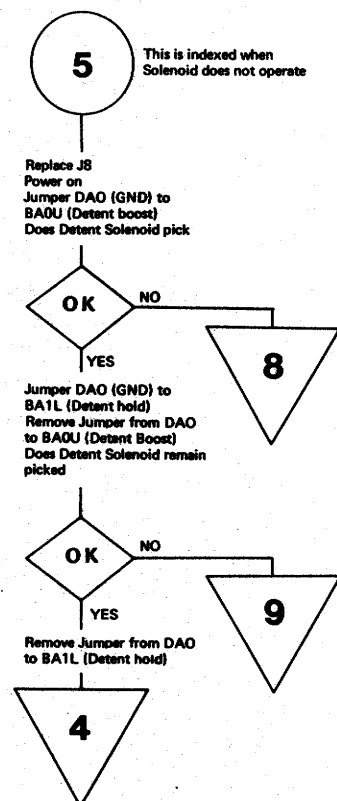 5
This is indexed when
Solenoid does not operate
Replace J8
Power on
Jumper DAO (GND) to
BA0U (Detent boost)
Does Detent Solenoid pick
OK
NO
8
YES
Jumper DAO (GND) to
BA1L (Detent hold)
Remove Jumper from DAO
to BA0U (Detent Boost)
Does Detent Solenoid remain
picked
OK
NO
9
YES
Remove Jumper from DAO
to BA1L (Detent hold)
4